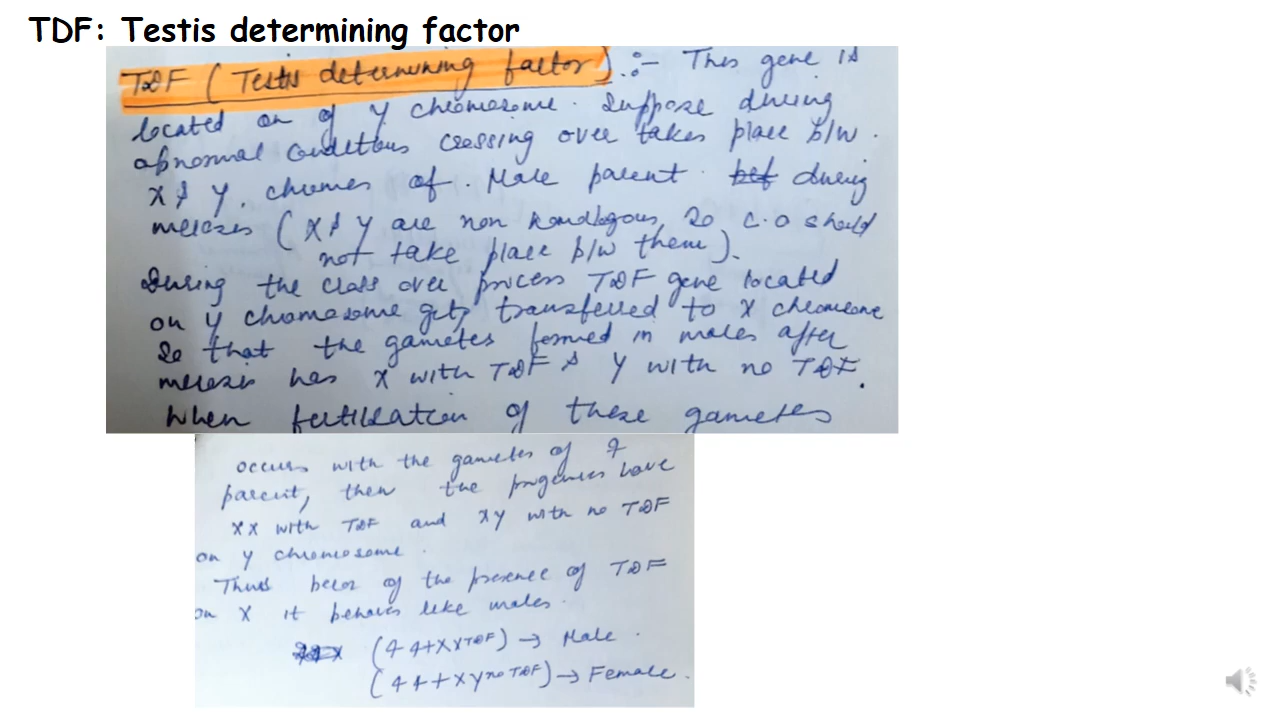 TDF: Testis determining factor
TDF ( Testis determining factor) :- This gene is
located on of Y chromosome. Suppose during
abnormal conditions crossing over takes place b/w
X & Y. chromes of. Male parent. during
meiosis ( X & Y are non homologous, so c.o should
not take place b/w them).
During the cross over process TDF gene located
on Y chromosome gets transferred to X chromosome
so that the gametes formed in males after
meiosis has X with TDF & Y with no TDF.
When fertilization of these gametes
occurs with the gametes of ♀
parent, then the progenies have
XX with TDF and XY with no TDF
on Y chromosome.
Thus becoz of the presence of TDF
on X it behaves like males.
(44+XX TDF) → Male.
(44+XY no TDF) → Female.